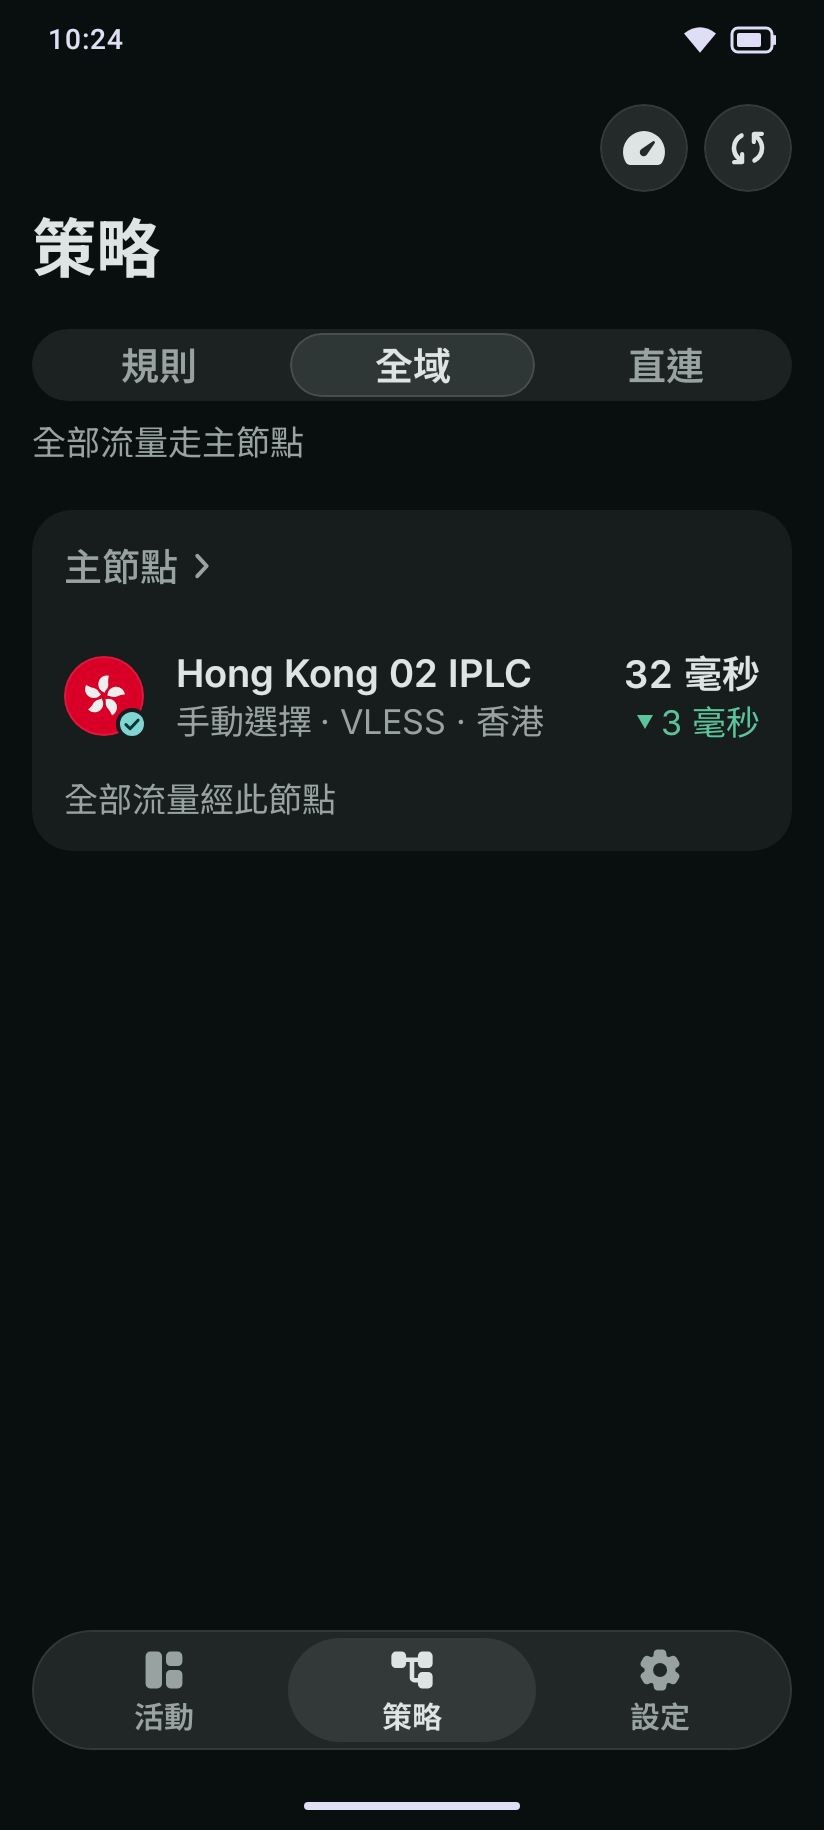 10:24
策略
規則
全域
直連
全部流量走主節點
主節點
Hong Kong 02 IPLC
32 毫秒
手動選擇 · VLESS · 香港
3 毫秒
全部流量經此節點
活動
策略
設定